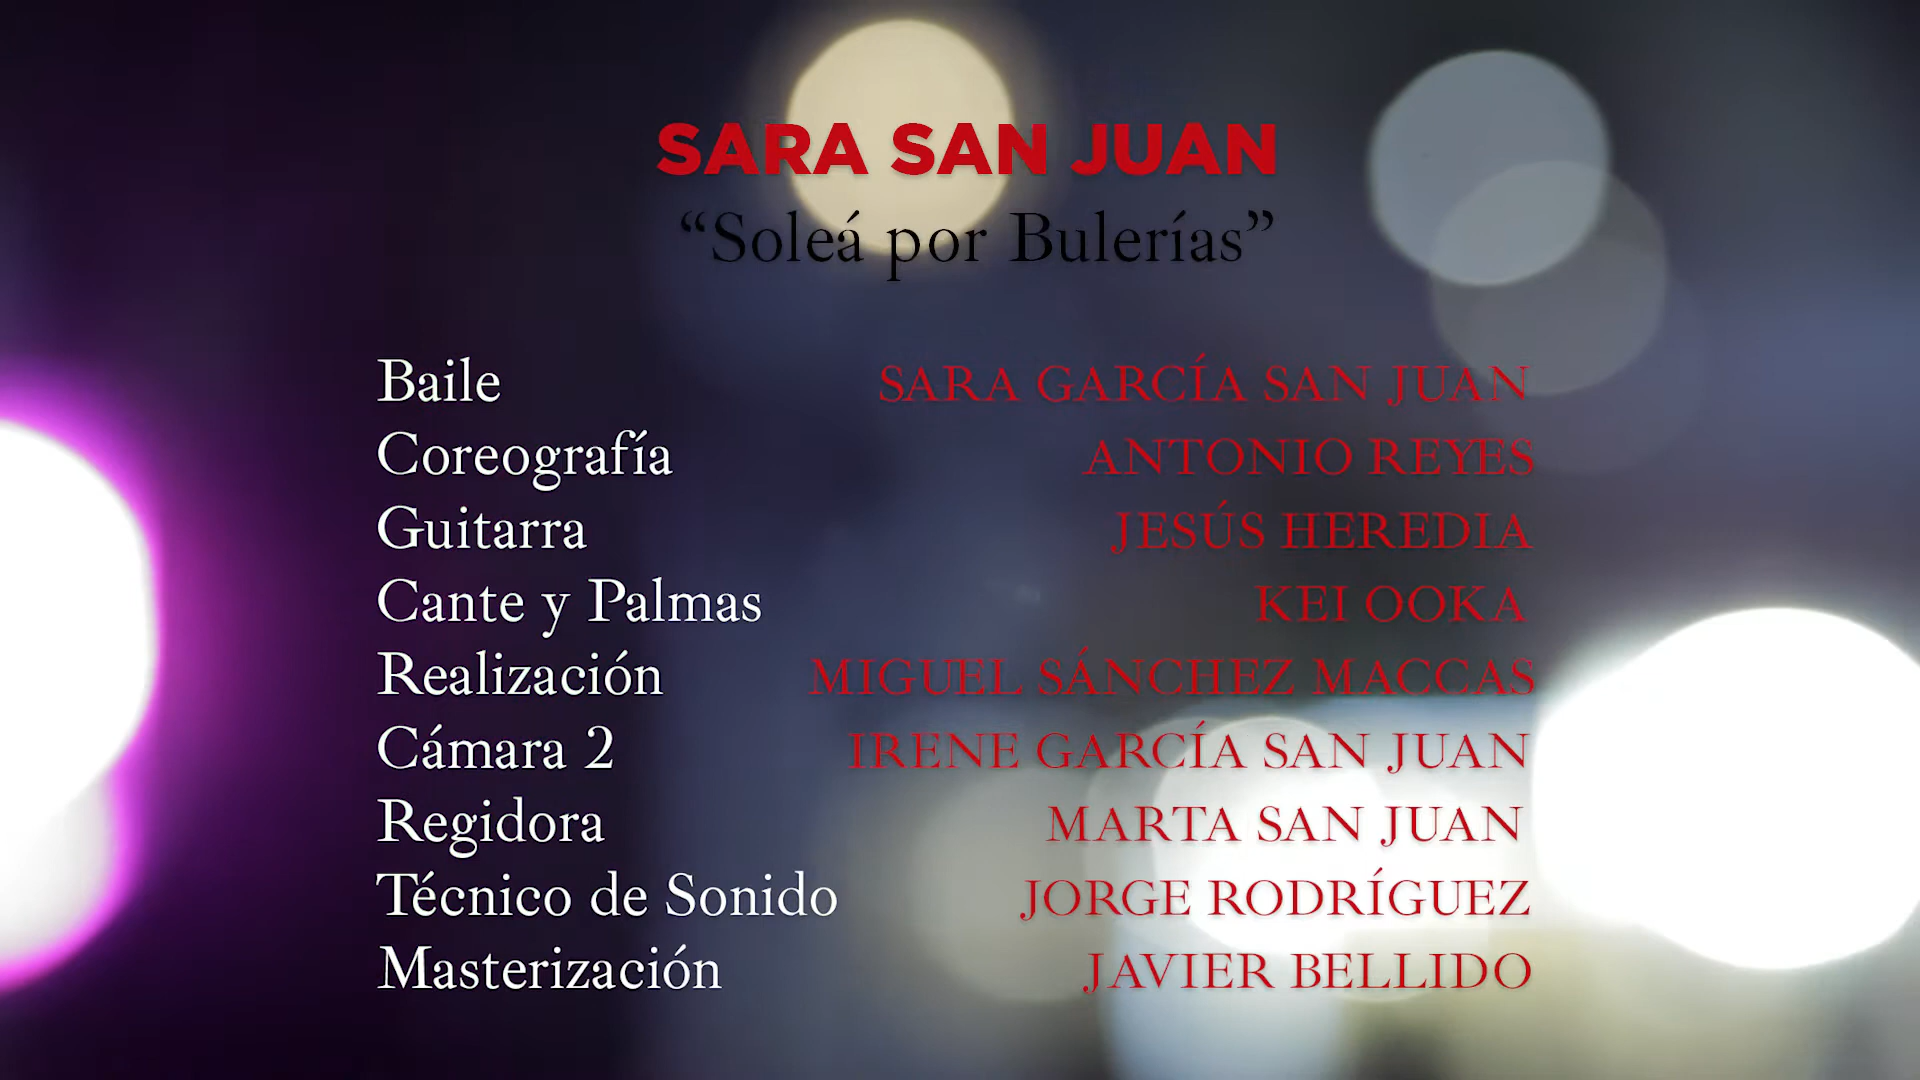 SARA SAN JUAN
“Soleá por Bulerías”
Baile SARA GARCÍA SAN JUAN
Coreografía ANTONIO REYES
Guitarra JESÚS HEREDIA
Cante y Palmas KEI OOKA
Realización MIGUEL SÁNCHEZ MACCAS
Cámara 2 IRENE GARCÍA SAN JUAN
Regidora MARTA SAN JUAN
Técnico de Sonido JORGE RODRÍGUEZ
Masterización JAVIER BELLIDO